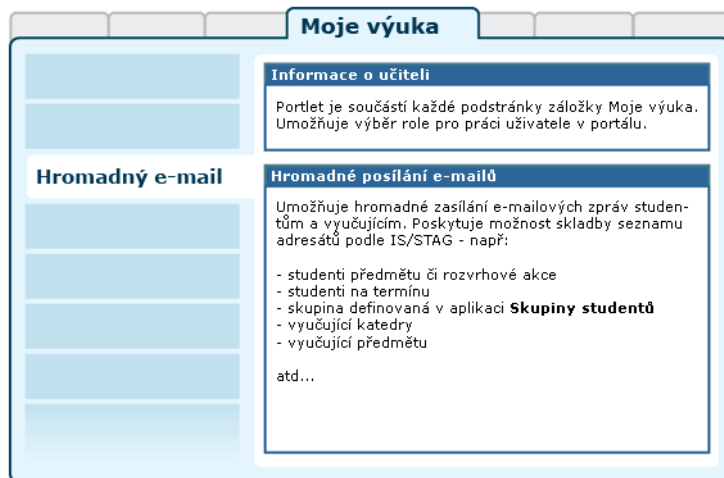 Moje výuka
Informace o učiteli
Portlet je součástí každé podstránky záložky Moje výuka.
Umožňuje výběr role pro práci uživatele v portálu.
Hromadný e-mail
Hromadné posílání e-mailů
Umožňuje hromadné zasílání e-mailových zpráv studen-
tům a vyučujícím. Poskytuje možnost skladby seznamu
adresátů podle IS/STAG - např:
- studenti předmětu či rozvrhové akce
- studenti na termínu
- skupina definovaná v aplikaci Skupiny studentů
- vyučující katedry
- vyučující předmětu
atd...